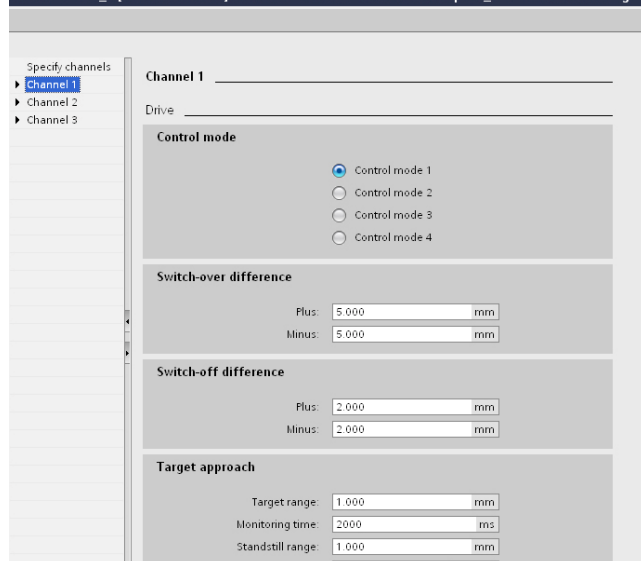 Specify channels
Channel 1
Channel 2
Channel 3
Channel 1
Drive
Control mode
Control mode 1
Control mode 2
Control mode 3
Control mode 4
Switch-over difference
Plus: 5.000 mm
Minus: 5.000 mm
Switch-off difference
Plus: 2.000 mm
Minus: 2.000 mm
Target approach
Target range: 1.000 mm
Monitoring time: 2000 ms
Standstill range: 1.000 mm